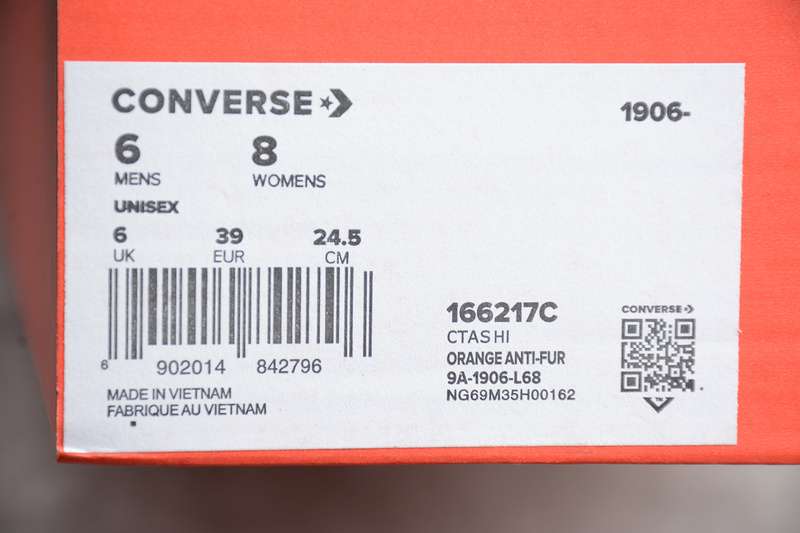 CONVERSE
1906-
6 8
MENS WOMENS
UNISEX
6 39 24.5
UK EUR CM
6 902014 842796
MADE IN VIETNAM
FABRIQUE AU VIETNAM
166217C
CTAS HI
ORANGE ANTI-FUR
9A-1906-L68
NG69M35H00162
CONVERSE